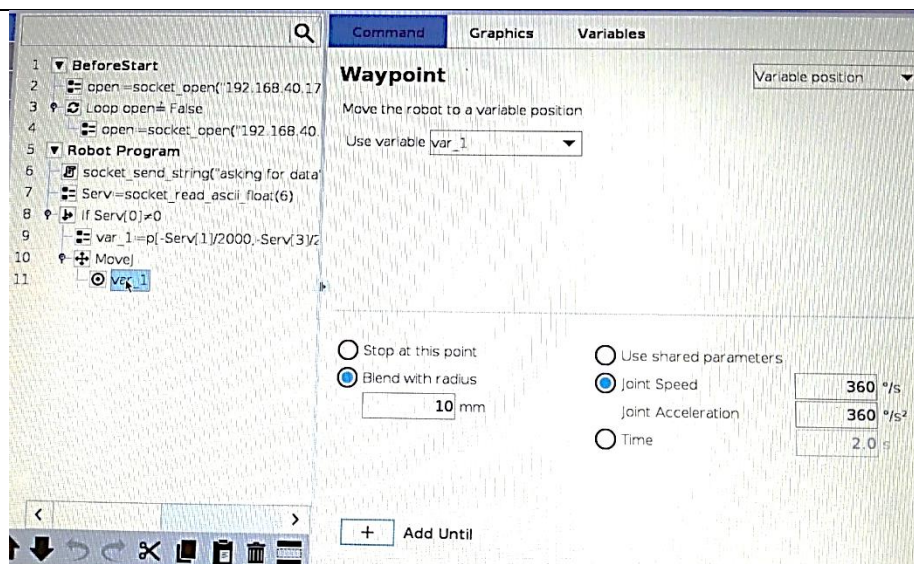 Command Graphics Variables
1 BeforeStart
2 open≔socket_open("192.168.40.17
3 Loop open≟False
4 open≔socket_open("192.168.40.
5 Robot Program
6 socket_send_string("asking for data'
7 Serv≔socket_read_ascii_float(6)
8 If Serv[0]≠0
9 var_1≔p[-Serv[1]/2000,-Serv[3]/2
10 MoveJ
11 var_1
Waypoint
Variable position
Move the robot to a variable position
Use variable var_1
Stop at this point
Blend with radius
10 mm
Use shared parameters
Joint Speed 360 °/s
Joint Acceleration 360 °/s²
Time 2.0 s
+ Add Until